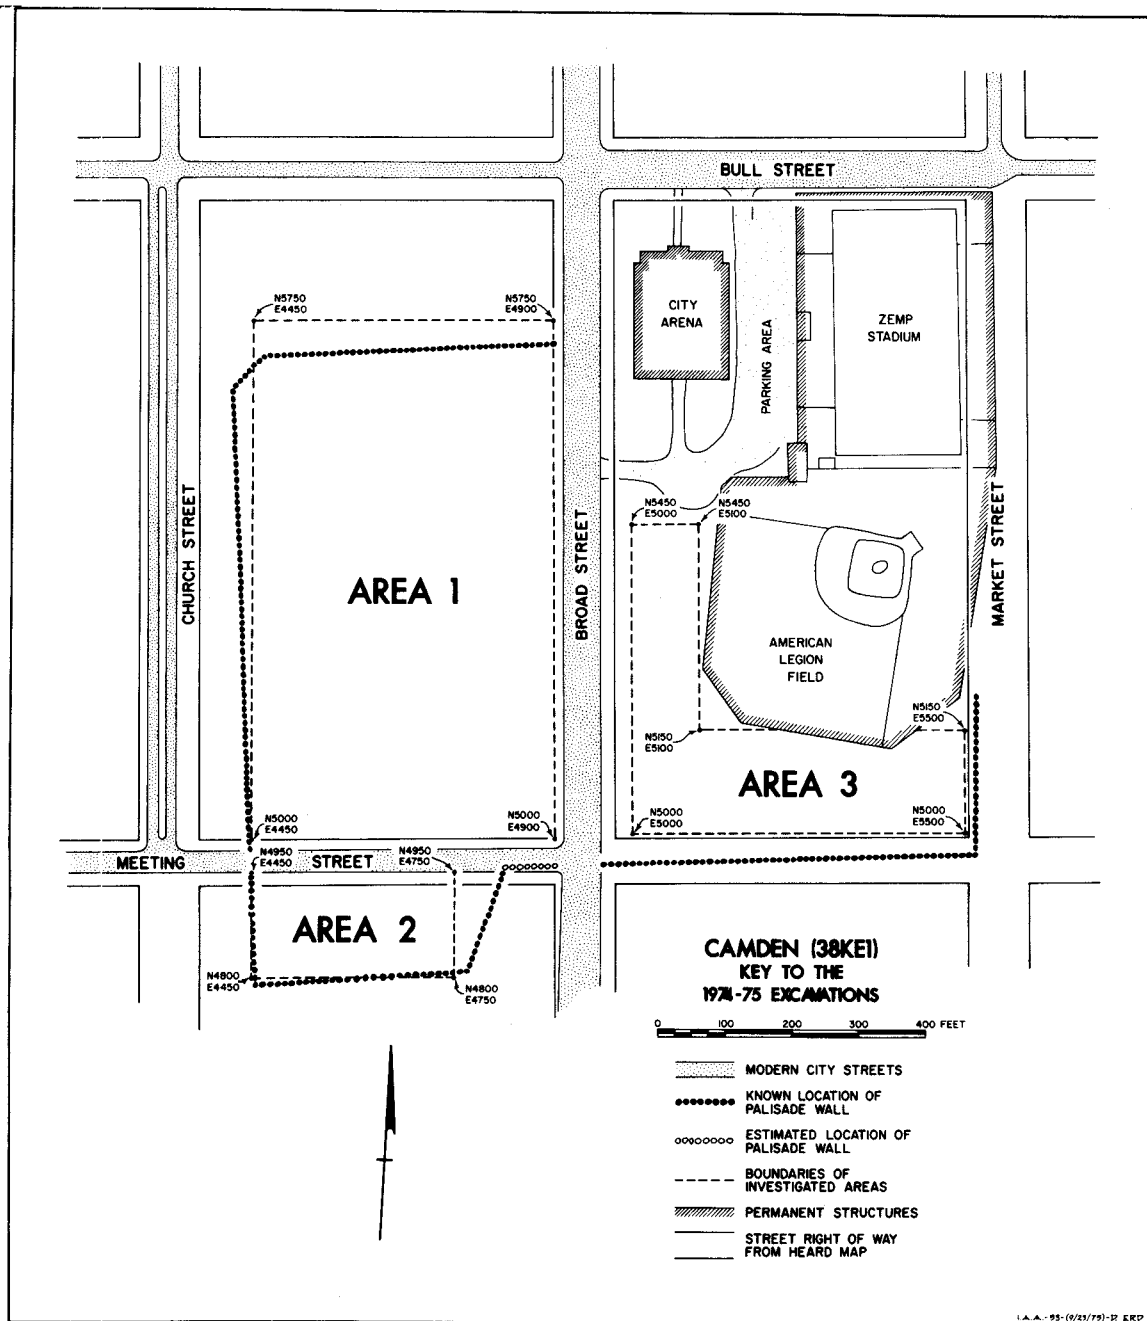 BULL STREET
N5750
E4450
N5750
E4900
CITY
ARENA
PARKING AREA
ZEMP
STADIUM
CHURCH STREET
BROAD STREET
MARKET STREET
N5450
E5000
N5450
E5100
AREA 1
AMERICAN
LEGION
FIELD
N5150
E5100
N5150
E5500
AREA 3
N5000
E4450
N5000
E4900
N5000
E5000
N5000
E5500
MEETING STREET
N4950
E4450
N4950
E4750
AREA 2
N4800
E4450
N4800
E4750
CAMDEN (38KE1)
KEY TO THE
1974-75 EXCAVATIONS
0 100 200 300 400 FEET
MODERN CITY STREETS
KNOWN LOCATION OF
PALISADE WALL
ESTIMATED LOCATION OF
PALISADE WALL
BOUNDARIES OF
INVESTIGATED AREAS
PERMANENT STRUCTURES
STREET RIGHT OF WAY
FROM HEARD MAP